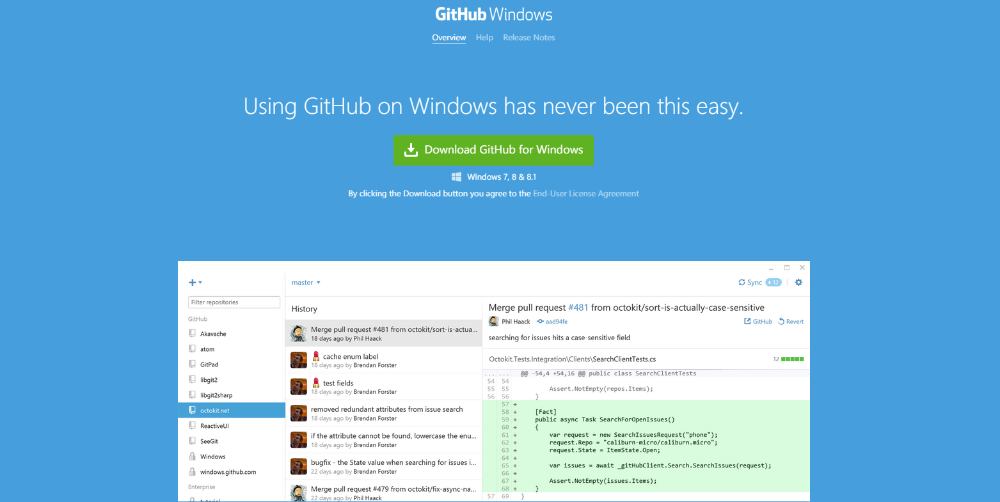 GitHub Windows
Overview Help Release Notes
Using GitHub on Windows has never been this easy.
Download GitHub for Windows
Windows 7, 8 & 8.1
By clicking the Download button you agree to the End-User License Agreement
master
Sync 12
Filter repositories
GitHub
Akavache
atom
GitPad
libgit2
libgit2sharp
octokit.net
ReactiveUI
SeeGit
Windows
windows.github.com
Enterprise
tutorial
History
Merge pull request #481 from octokit/sort-is-actua...
18 days ago by Phil Haack
cache enum label
18 days ago by Brendan Forster
test fields
18 days ago by Brendan Forster
removed redundant attributes from issue search
18 days ago by Brendan Forster
if the attribute cannot be found, lowercase the enu...
18 days ago by Brendan Forster
bugfix - the State value when searching for issues i...
22 days ago by Brendan Forster
Merge pull request #479 from octokit/fix-async-na...
22 days ago by Phil Haack
Merge pull request #481 from octokit/sort-is-actually-case-sensitive
Phil Haack aad94fe GitHub Revert
searching for issues hits a case-sensitive field
Octokit.Tests.Integration\Clients\SearchClientTests.cs 12
... ... @@ -54,4 +54,16 @@ public class SearchClientTests
54 54
55 55 Assert.NotEmpty(repos.Items);
56 56 }
57 +
58 + [Fact]
59 + public async Task SearchForOpenIssues()
60 + {
61 + var request = new SearchIssuesRequest("phone");
62 + request.Repo = "caliburn-micro/caliburn.micro";
63 + request.State = ItemState.Open;
64 +
65 + var issues = await _gitHubClient.Search.SearchIssues(request);
66 +
67 + Assert.NotEmpty(issues.Items);
68 + }
57 69 }